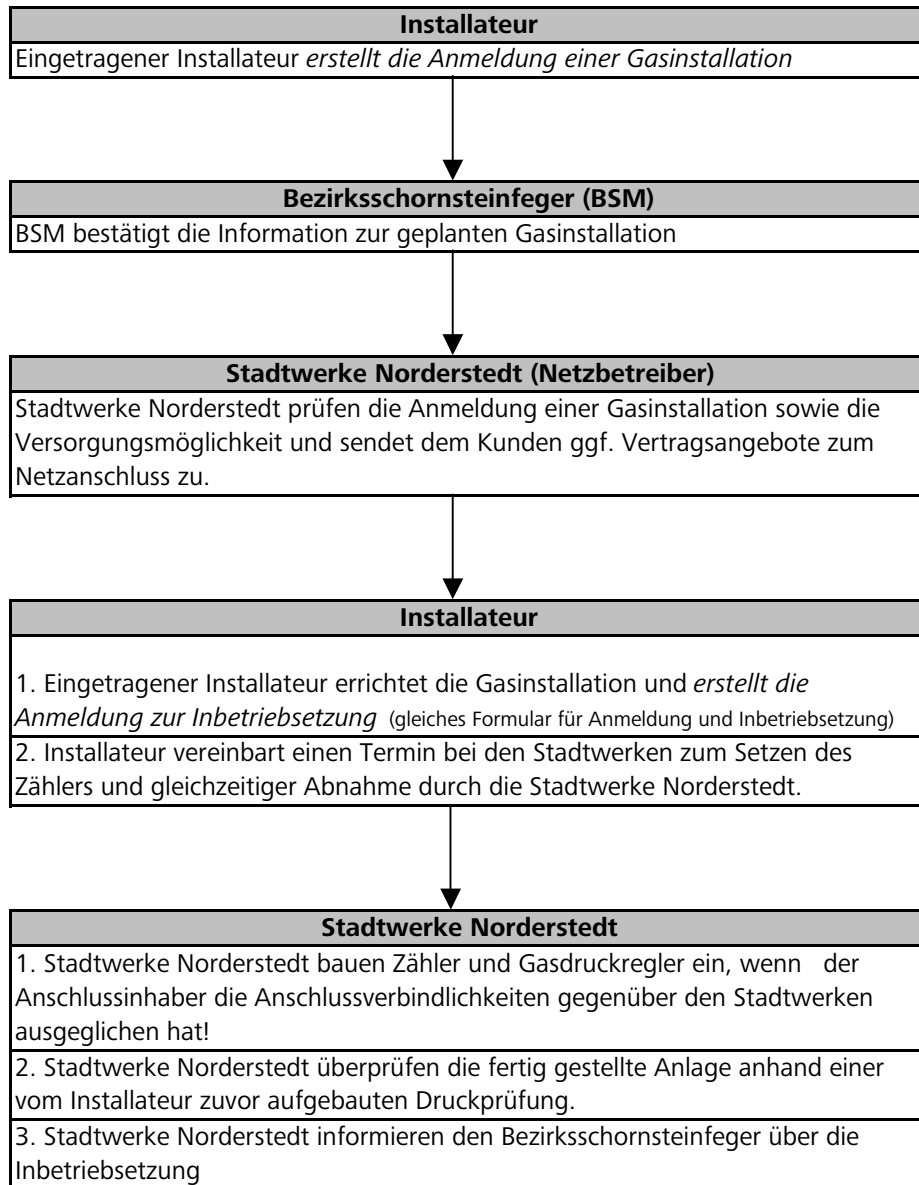 Installateur
Eingetragener Installateur erstellt die Anmeldung einer Gasinstallation
Bezirksschornsteinfeger (BSM)
BSM bestätigt die Information zur geplanten Gasinstallation
Stadtwerke Norderstedt (Netzbetreiber)
Stadtwerke Norderstedt prüfen die Anmeldung einer Gasinstallation sowie die
Versorgungsmöglichkeit und sendet dem Kunden ggf. Vertragsangebote zum
Netzanschluss zu.
Installateur
1. Eingetragener Installateur errichtet die Gasinstallation und erstellt die
Anmeldung zur Inbetriebsetzung (gleiches Formular für Anmeldung und Inbetriebsetzung)
2. Installateur vereinbart einen Termin bei den Stadtwerken zum Setzen des
Zählers und gleichzeitiger Abnahme durch die Stadtwerke Norderstedt.
Stadtwerke Norderstedt
1. Stadtwerke Norderstedt bauen Zähler und Gasdruckregler ein, wenn der
Anschlussinhaber die Anschlussverbindlichkeiten gegenüber den Stadtwerken
ausgeglichen hat!
2. Stadtwerke Norderstedt überprüfen die fertig gestellte Anlage anhand einer
vom Installateur zuvor aufgebauten Druckprüfung.
3. Stadtwerke Norderstedt informieren den Bezirksschornsteinfeger über die
Inbetriebsetzung